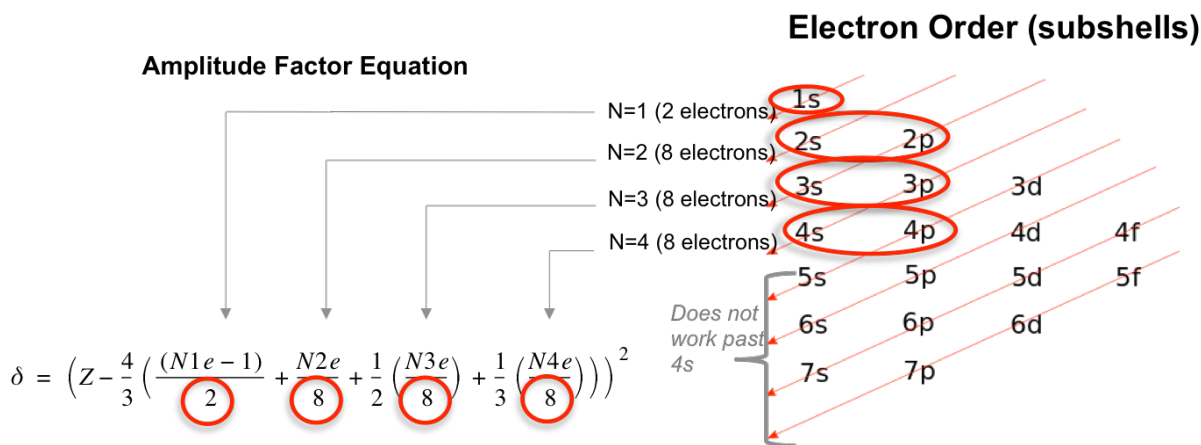 Electron Order (subshells)
Amplitude Factor Equation
N=1 (2 electrons)
1s
N=2 (8 electrons)
2s 2p
N=3 (8 electrons)
3s 3p 3d
N=4 (8 electrons)
4s 4p 4d 4f
5s 5p 5d 5f
6s 6p 6d
7s 7p
Does not
work past
4s
δ = (Z − 4/3 ((N1e − 1)/2 + N2e/8 + 1/2 (N3e/8) + 1/3 (N4e/8)))²